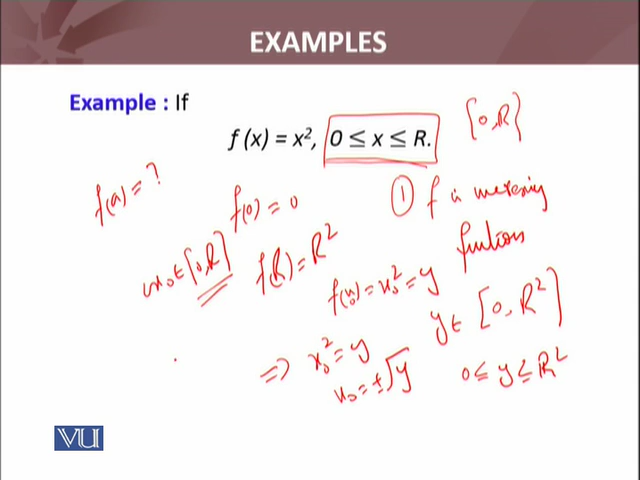 EXAMPLES
Example : If
f (x) = x², 0 ≤ x ≤ R.
[0,R]
f(a) = ?
f(0) = 0
① f is increasing
functions
x₀ ∈ [0,R]
f(R) = R²
f(x₀) = x₀² = y
y ∈ [0, R²]
⇒ x₀² = y
x₀ = ±√y
0 ≤ y ≤ R²
VU